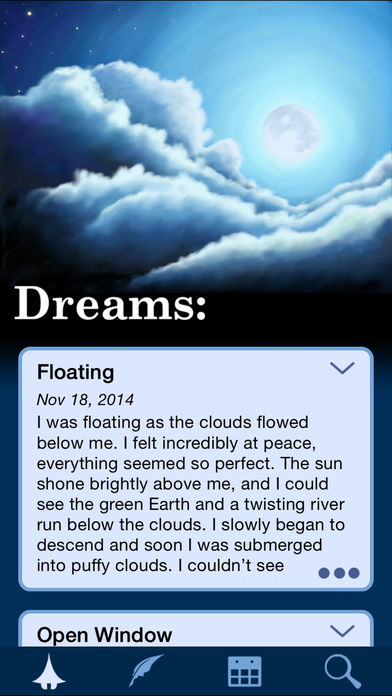 Dreams:
Floating
Nov 18, 2014
I was floating as the clouds flowed
below me. I felt incredibly at peace,
everything seemed so perfect. The sun
shone brightly above me, and I could
see the green Earth and a twisting river
run below the clouds. I slowly began to
descend and soon I was submerged
into puffy clouds. I couldn’t see
Open Window